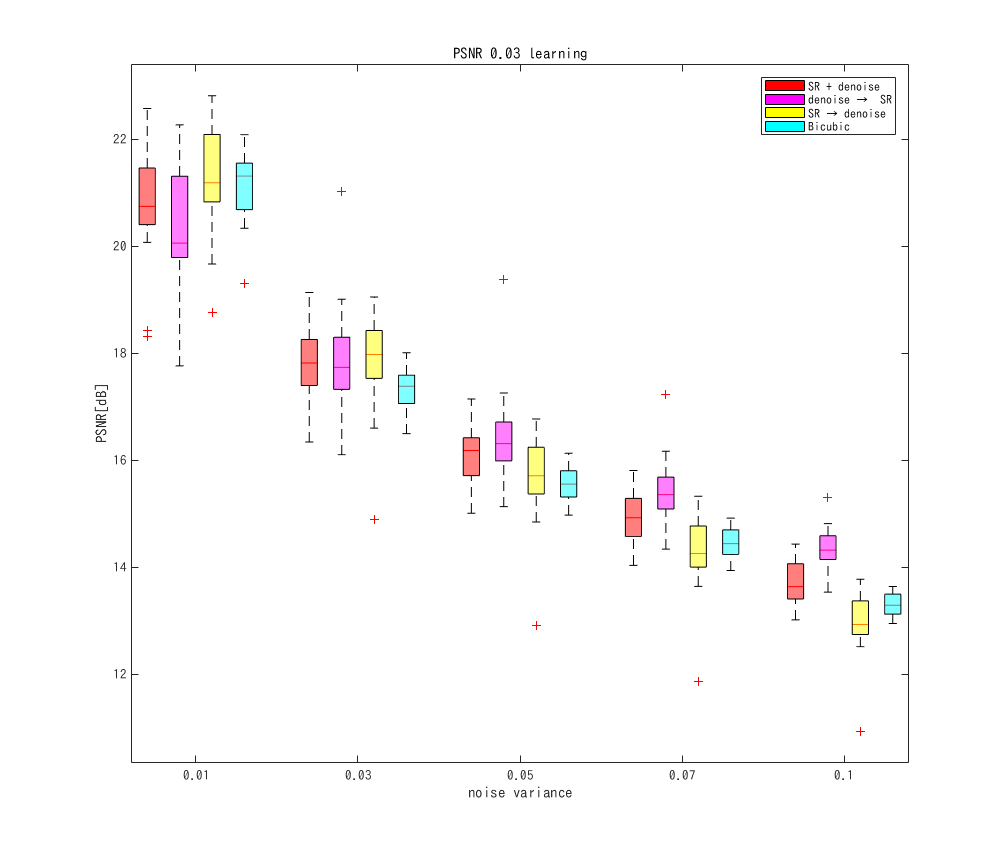 PSNR 0.03 learning
SR + denoise
denoise → SR
SR → denoise
Bicubic
22
20
18
16
14
12
PSNR[dB]
0.01 0.03 0.05 0.07 0.1
noise variance